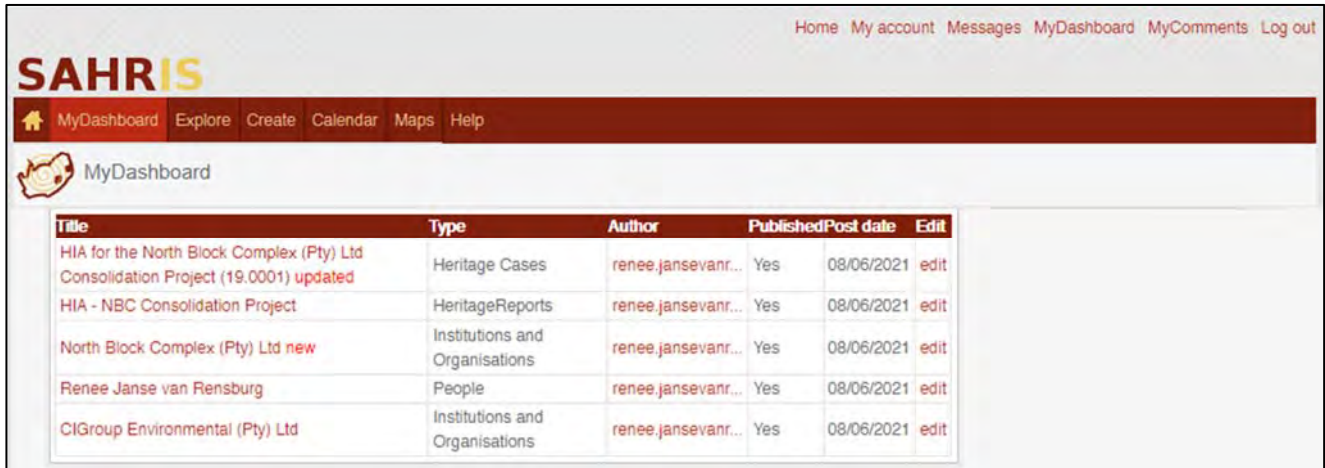 Home My account Messages MyDashboard MyComments Log out
SAHRIS
MyDashboard Explore Create Calendar Maps Help
MyDashboard
Title Type Author Published Post date Edit
HIA for the North Block Complex (Pty) Ltd
Consolidation Project (19.0001) updated Heritage Cases renee.jansevanr... Yes 08/06/2021 edit
HIA - NBC Consolidation Project HeritageReports renee.jansevanr... Yes 08/06/2021 edit
North Block Complex (Pty) Ltd new Institutions and
Organisations renee.jansevanr... Yes 08/06/2021 edit
Renee Janse van Rensburg People renee.jansevanr... Yes 08/06/2021 edit
CIGroup Environmental (Pty) Ltd Institutions and
Organisations renee.jansevanr... Yes 08/06/2021 edit